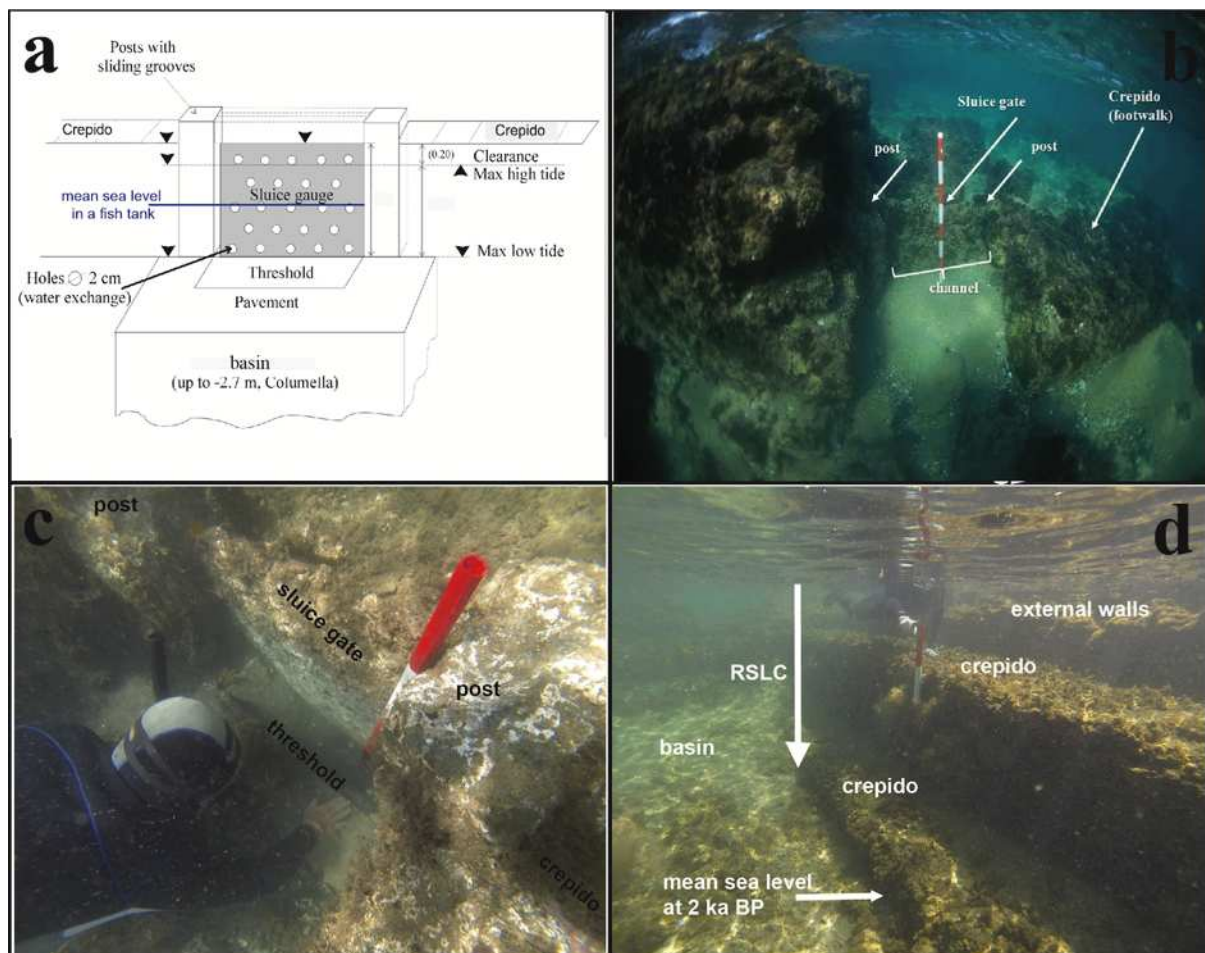 a
Posts with
sliding grooves
Crepido
Crepido
(0.20)
Clearance
Max high tide
mean sea level
in a fish tank
Sluice gauge
Max low tide
Holes ∅ 2 cm
(water exchange)
Threshold
Pavement
basin
(up to -2.7 m, Columella)
b
Sluice gate
Crepido
(footwalk)
post
post
channel
c
post
sluice gate
post
threshold
crepido
d
external walls
RSLC
crepido
basin
crepido
mean sea level
at 2 ka BP